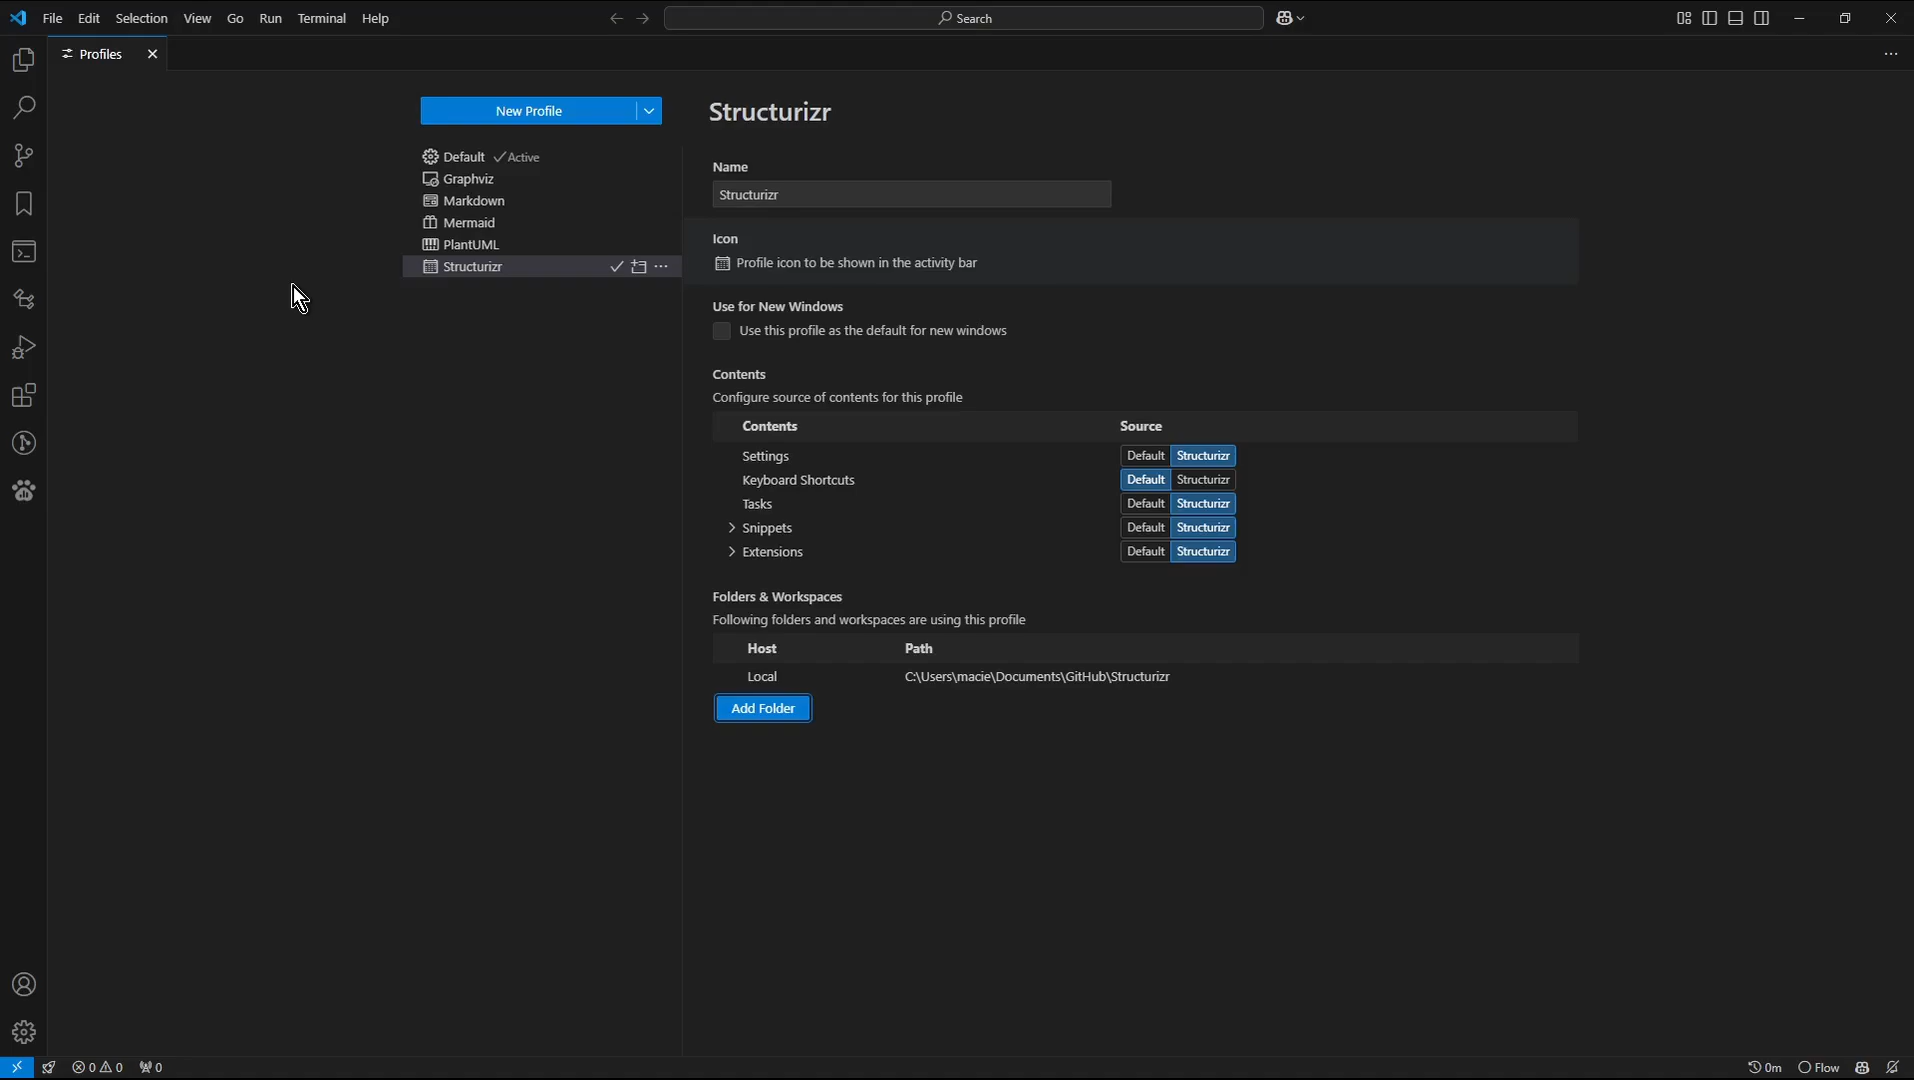 File Edit Selection View Go Run Terminal Help
Search
Profiles
New Profile
Structurizr
Default Active
Graphviz
Markdown
Mermaid
PlantUML
Structurizr
Name
Structurizr
Icon
Profile icon to be shown in the activity bar
Use for New Windows
Use this profile as the default for new windows
Contents
Configure source of contents for this profile
Contents Source
Settings Default Structurizr
Keyboard Shortcuts Default Structurizr
Tasks Default Structurizr
Snippets Default Structurizr
Extensions Default Structurizr
Folders & Workspaces
Following folders and workspaces are using this profile
Host Path
Local C:\Users\macie\Documents\GitHub\Structurizr
Add Folder
0 0 0 0m Flow